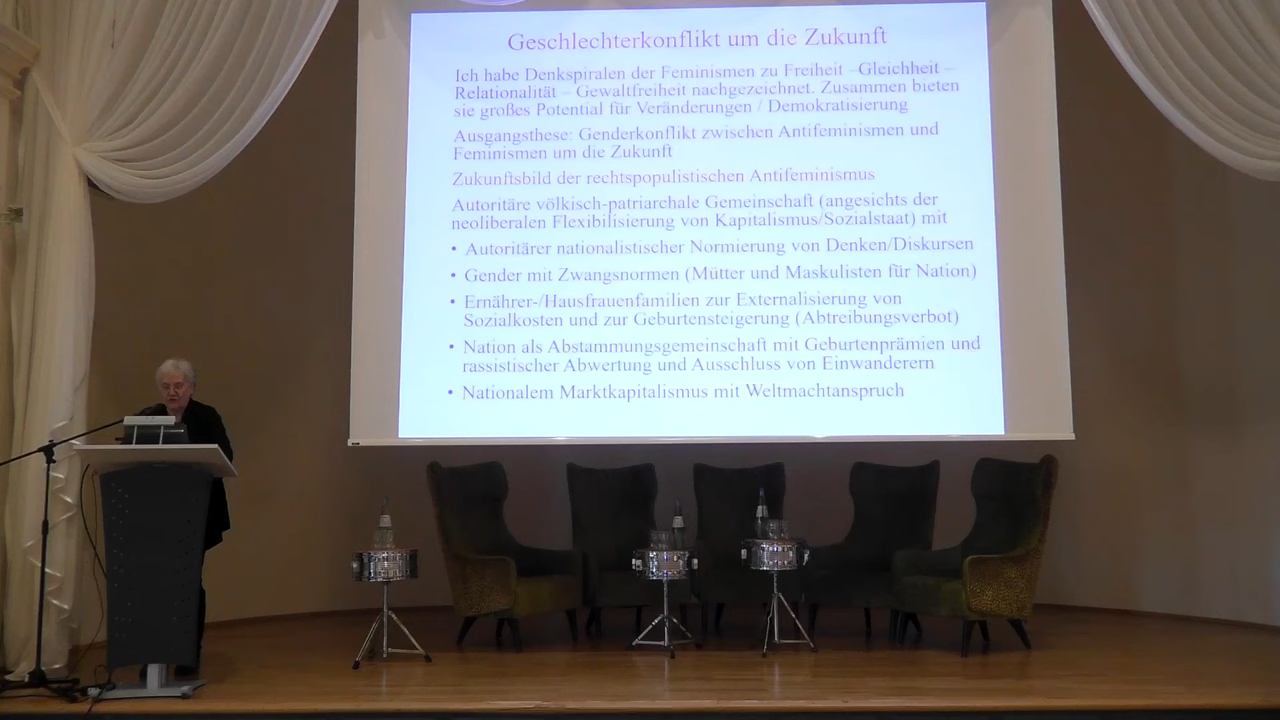 Geschlechterkonflikt um die Zukunft
Ich habe Denkspiralen der Feminismen zu Freiheit –Gleichheit –
Relationalität – Gewaltfreiheit nachgezeichnet. Zusammen bieten
sie großes Potential für Veränderungen / Demokratisierung
Ausgangsthese: Genderkonflikt zwischen Antifeminismen und
Feminismen um die Zukunft
Zukunftsbild der rechtspopulistischen Antifeminismus
Autoritäre völkisch-patriarchale Gemeinschaft (angesichts der
neoliberalen Flexibilisierung von Kapitalismus/Sozialstaat) mit
• Autoritärer nationalistischer Normierung von Denken/Diskursen
• Gender mit Zwangsnormen (Mütter und Maskulisten für Nation)
• Ernährer-/Hausfrauenfamilien zur Externalisierung von
Sozialkosten und zur Geburtensteigerung (Abtreibungsverbot)
• Nation als Abstammungsgemeinschaft mit Geburtenprämien und
rassistischer Abwertung und Ausschluss von Einwanderern
• Nationalem Marktkapitalismus mit Weltmachtanspruch